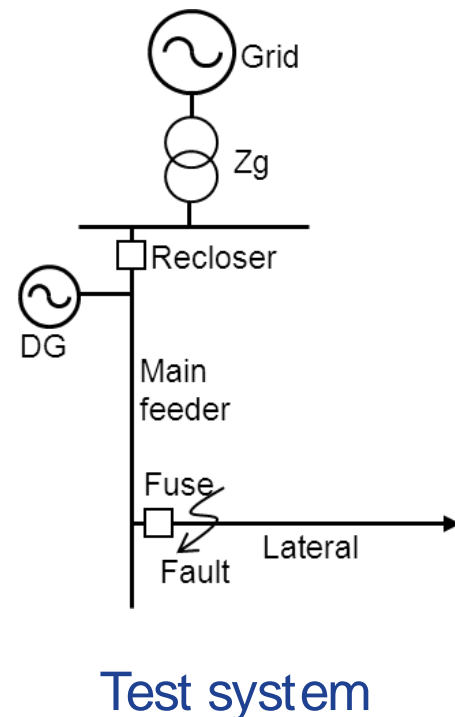 Grid
Zg
Recloser
DG
Main
feeder
Fuse
Lateral
Fault
Test system